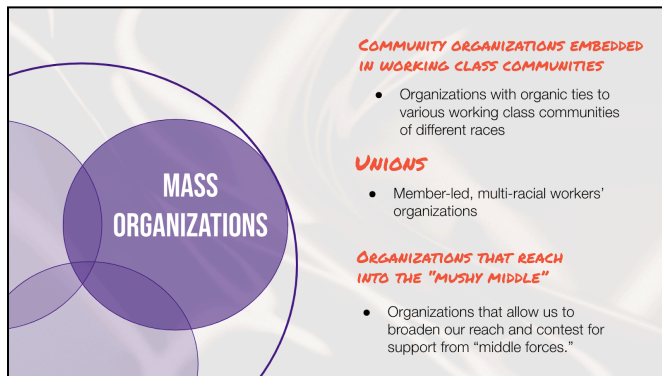 MASS
ORGANIZATIONS
COMMUNITY ORGANIZATIONS EMBEDDED
IN WORKING CLASS COMMUNITIES
● Organizations with organic ties to
various working class communities
of different races
UNIONS
● Member-led, multi-racial workers’
organizations
ORGANIZATIONS THAT REACH
INTO THE "MUSHY MIDDLE"
● Organizations that allow us to
broaden our reach and contest for
support from “middle forces.”